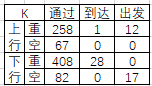 K 通过 到达 出发
上行 重 258 1 12
空 67 0 0
下行 重 408 28 0
空 82 0 17